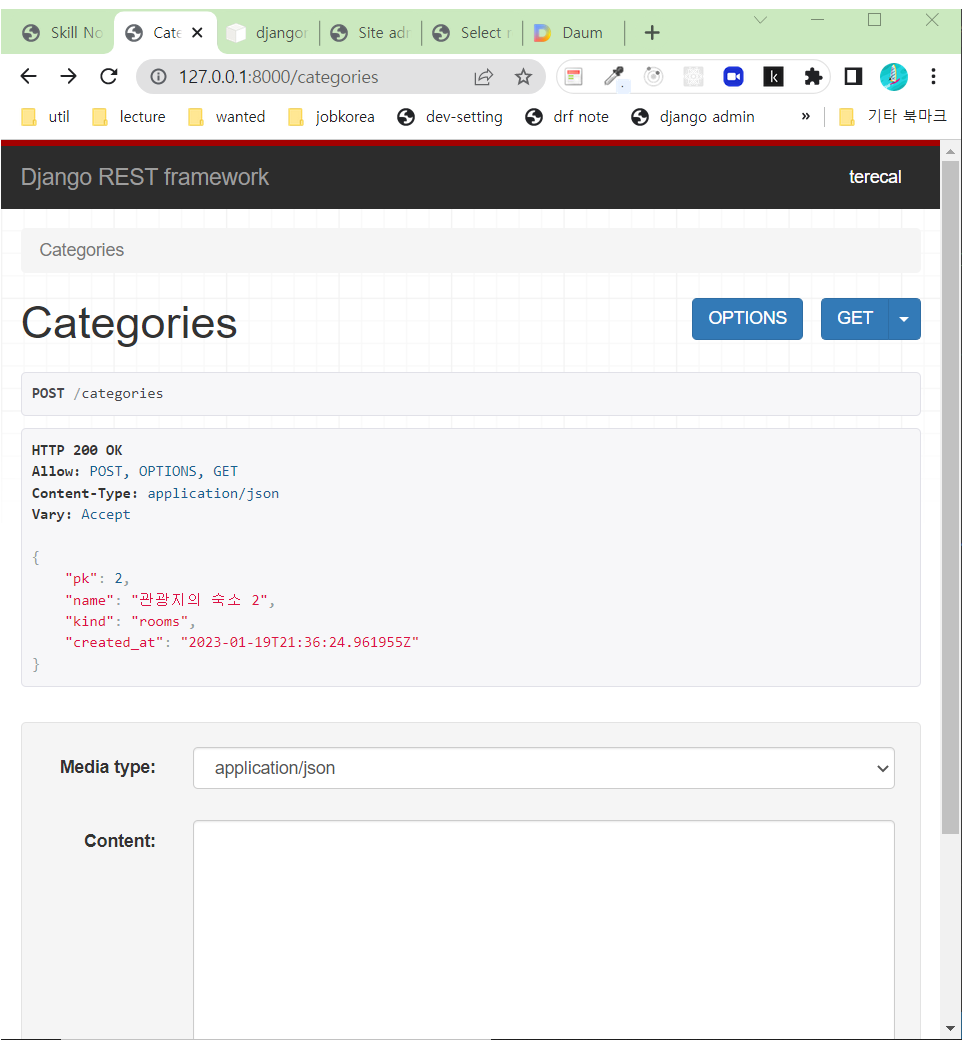 Skill No
Cate
django
Site adr
Select r
Daum
127.0.0.1:8000/categories
util
lecture
wanted
jobkorea
dev-setting
drf note
django admin
»
기타 북마크
Django REST framework
terecal
Categories
Categories
OPTIONS
GET
POST /categories
HTTP 200 OK
Allow: POST, OPTIONS, GET
Content-Type: application/json
Vary: Accept
{
"pk": 2,
"name": "관광지의 숙소 2",
"kind": "rooms",
"created_at": "2023-01-19T21:36:24.961955Z"
}
Media type:
application/json
Content: